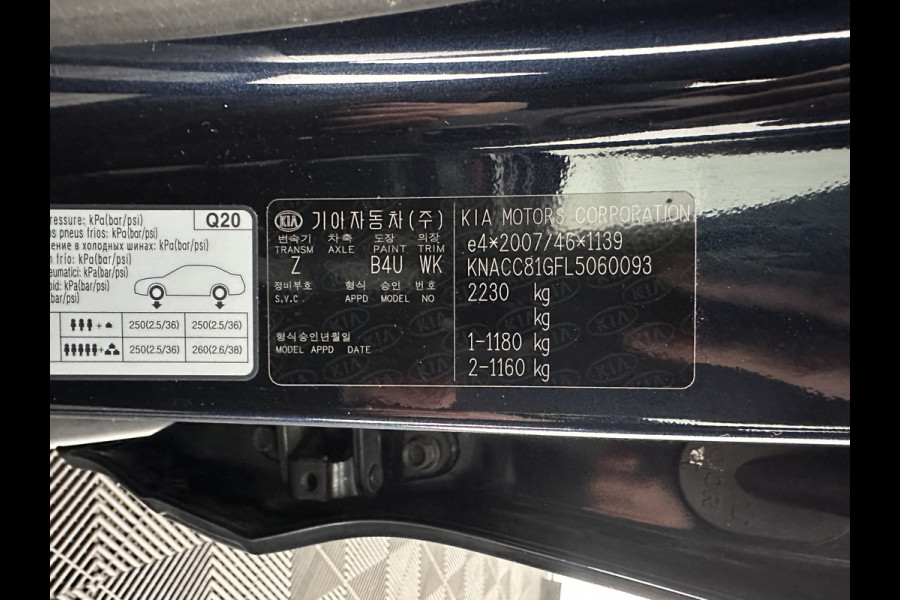 ressure: kPa(bar/psi)
os pneus frios: kPa(bar/psi)
ение в холодных шинах: kPa(bar/psi)
n frío: kPa(bar/psi)
eumatici: kPa(bar/psi)
oid: kPa(bar/psi)
(bar/psi)
Q20
250(2.5/36) 250(2.5/36)
250(2.5/36) 260(2.6/38)
KIA 기아자동차(주)
변속기 차축 도장 의장
TRANSM AXLE PAINT TRIM
Z B4U WK
정비부호 형식 승인 번호
S.V.C. APPD MODEL NO
형식승인년월일
MODEL APPD DATE
KIA MOTORS CORPORATION
e4*2007/46*1139
KNACC81GFL5060093
2230 kg
kg
1-1180 kg
2-1160 kg